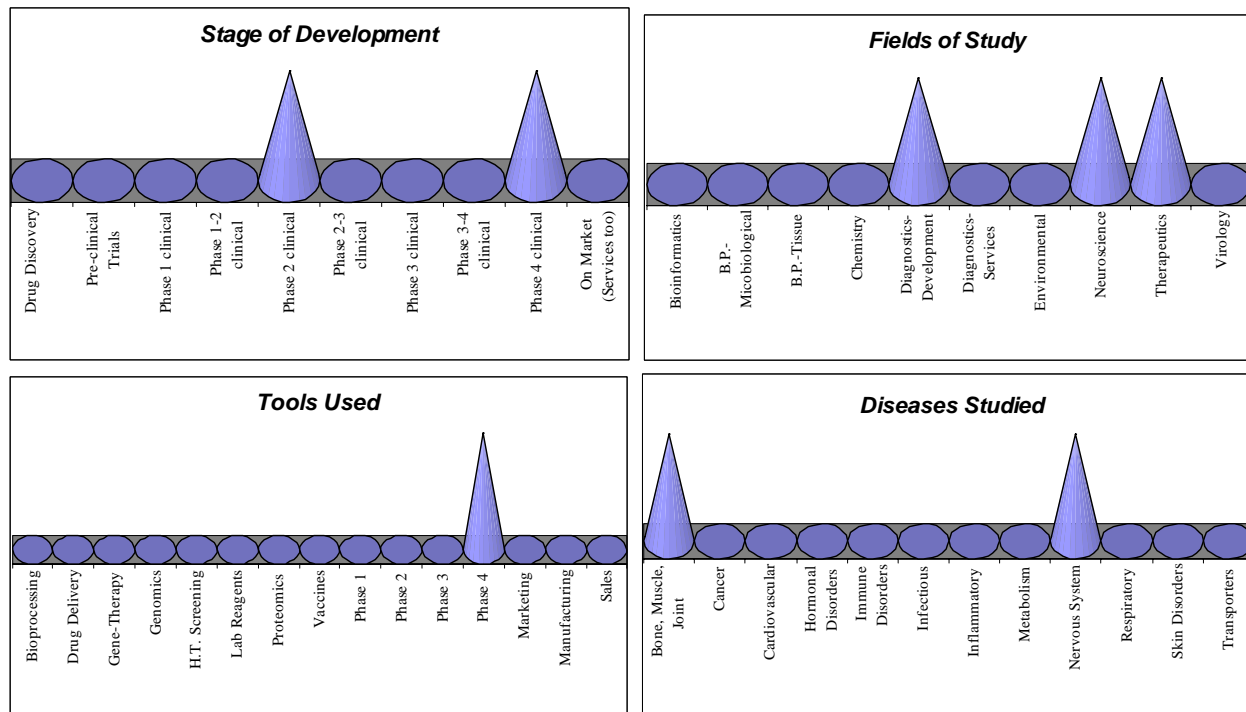 Stage of Development
Drug Discovery
Pre-clinical
Trials
Phase 1 clinical
Phase 1-2
clinical
Phase 2 clinical
Phase 2-3
clinical
Phase 3 clinical
Phase 3-4
clinical
Phase 4 clinical
On Market
(Services too)
Fields of Study
Bioinformatics
B.P.-
Micobiological
B.P.-Tissue
Chemistry
Diagnostics-
Development
Diagnostics-
Services
Environmental
Neuroscience
Therapeutics
Virology
Tools Used
Bioprocessing
Drug Delivery
Gene-Therapy
Genomics
H.T. Screening
Lab Reagents
Proteomics
Vaccines
Phase 1
Phase 2
Phase 3
Phase 4
Marketing
Manufacturing
Sales
Diseases Studied
Bone, Muscle,
Joint
Cancer
Cardiovascular
Hormonal
Disorders
Immune
Disorders
Infectious
Inflammatory
Metabolism
Nervous System
Respiratory
Skin Disorders
Transporters